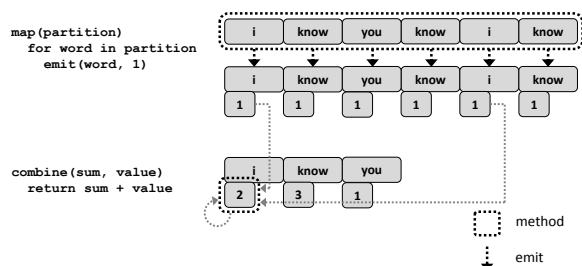 map(partition)
for word in partition
emit(word, 1)
i know you know i know
i know you know i know
1 1 1 1 1 1
combine(sum, value)
return sum + value
i know you
2 3 1
method
emit